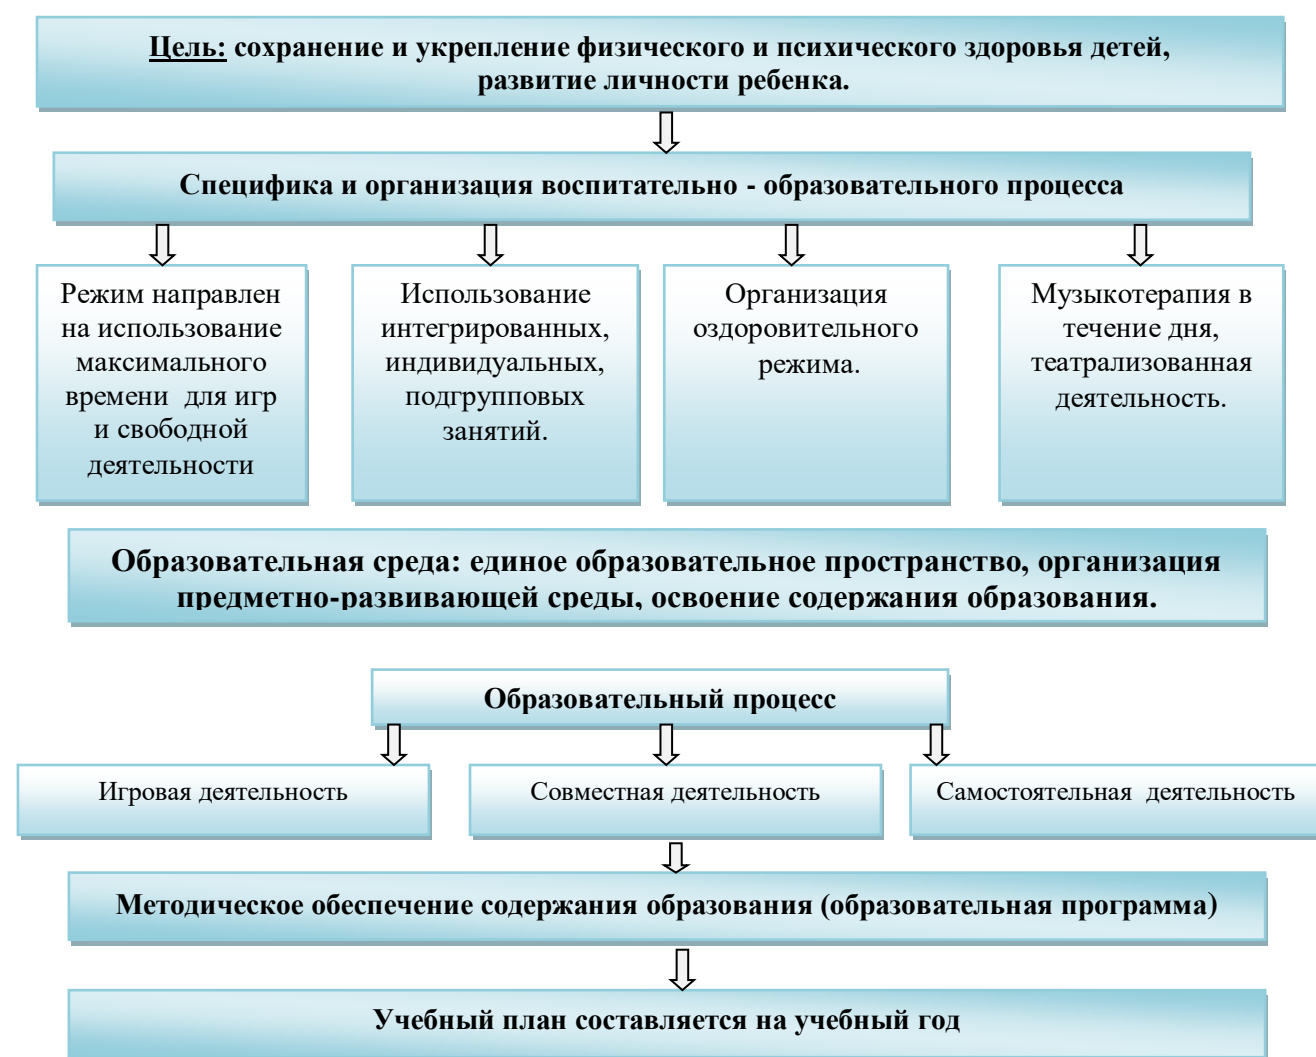 Цель: сохранение и укрепление физического и психического здоровья детей,
развитие личности ребенка.
Специфика и организация воспитательно - образовательного процесса
Режим направлен
на использование
максимального
времени для игр
и свободной
деятельности
Использование
интегрированных,
индивидуальных,
подгрупповых
занятий.
Организация
оздоровительного
режима.
Музыкотерапия в
течение дня,
театрализованная
деятельность.
Образовательная среда: единое образовательное пространство, организация
предметно-развивающей среды, освоение содержания образования.
Образовательный процесс
Игровая деятельность
Совместная деятельность
Самостоятельная деятельность
Методическое обеспечение содержания образования (образовательная программа)
Учебный план составляется на учебный год